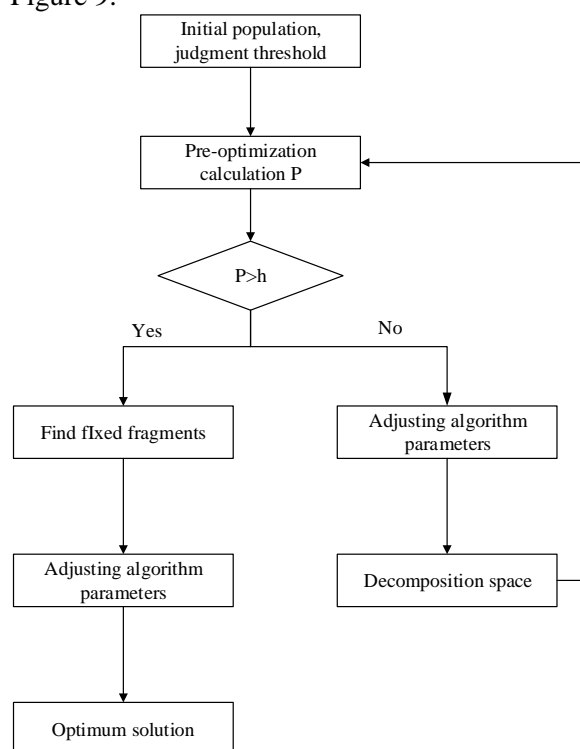 Figure 9.
Initial population,
judgment threshold
Pre-optimization
calculation P
P>h
Yes
No
Find fIxed fragments
Adjusting algorithm
parameters
Adjusting algorithm
parameters
Decomposition space
Optimum solution